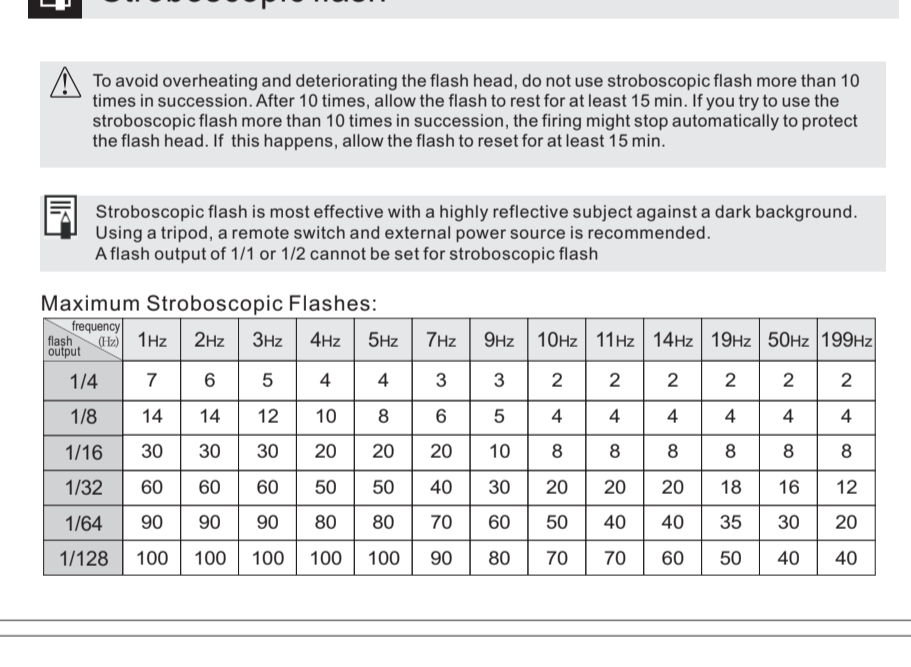 Stroboscopic flash
To avoid overheating and deteriorating the flash head, do not use stroboscopic flash more than 10
times in succession. After 10 times, allow the flash to rest for at least 15 min. If you try to use the
stroboscopic flash more than 10 times in succession, the firing might stop automatically to protect
the flash head. If this happens, allow the flash to reset for at least 15 min.
Stroboscopic flash is most effective with a highly reflective subject against a dark background.
Using a tripod, a remote switch and external power source is recommended.
A flash output of 1/1 or 1/2 cannot be set for stroboscopic flash
Maximum Stroboscopic Flashes:
frequency
(Hz)
flash
output
1Hz 2Hz 3Hz 4Hz 5Hz 7Hz 9Hz 10Hz 11Hz 14Hz 19Hz 50Hz 199Hz
1/4 7 6 5 4 4 3 3 2 2 2 2 2 2
1/8 14 14 12 10 8 6 5 4 4 4 4 4 4
1/16 30 30 30 20 20 20 10 8 8 8 8 8 8
1/32 60 60 60 50 50 40 30 20 20 20 18 16 12
1/64 90 90 90 80 80 70 60 50 40 40 35 30 20
1/128 100 100 100 100 100 90 80 70 70 60 50 40 40